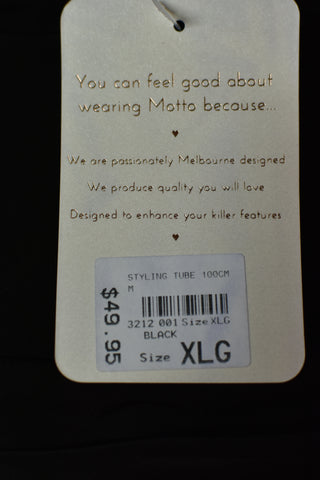 You can feel good about
wearing Motto because...
We are passionately Melbourne designed
We produce quality you will love
Designed to enhance your killer features
STYLING TUBE 100CM
M
3212 001 Size XLG
BLACK
Size XLG
$49.95